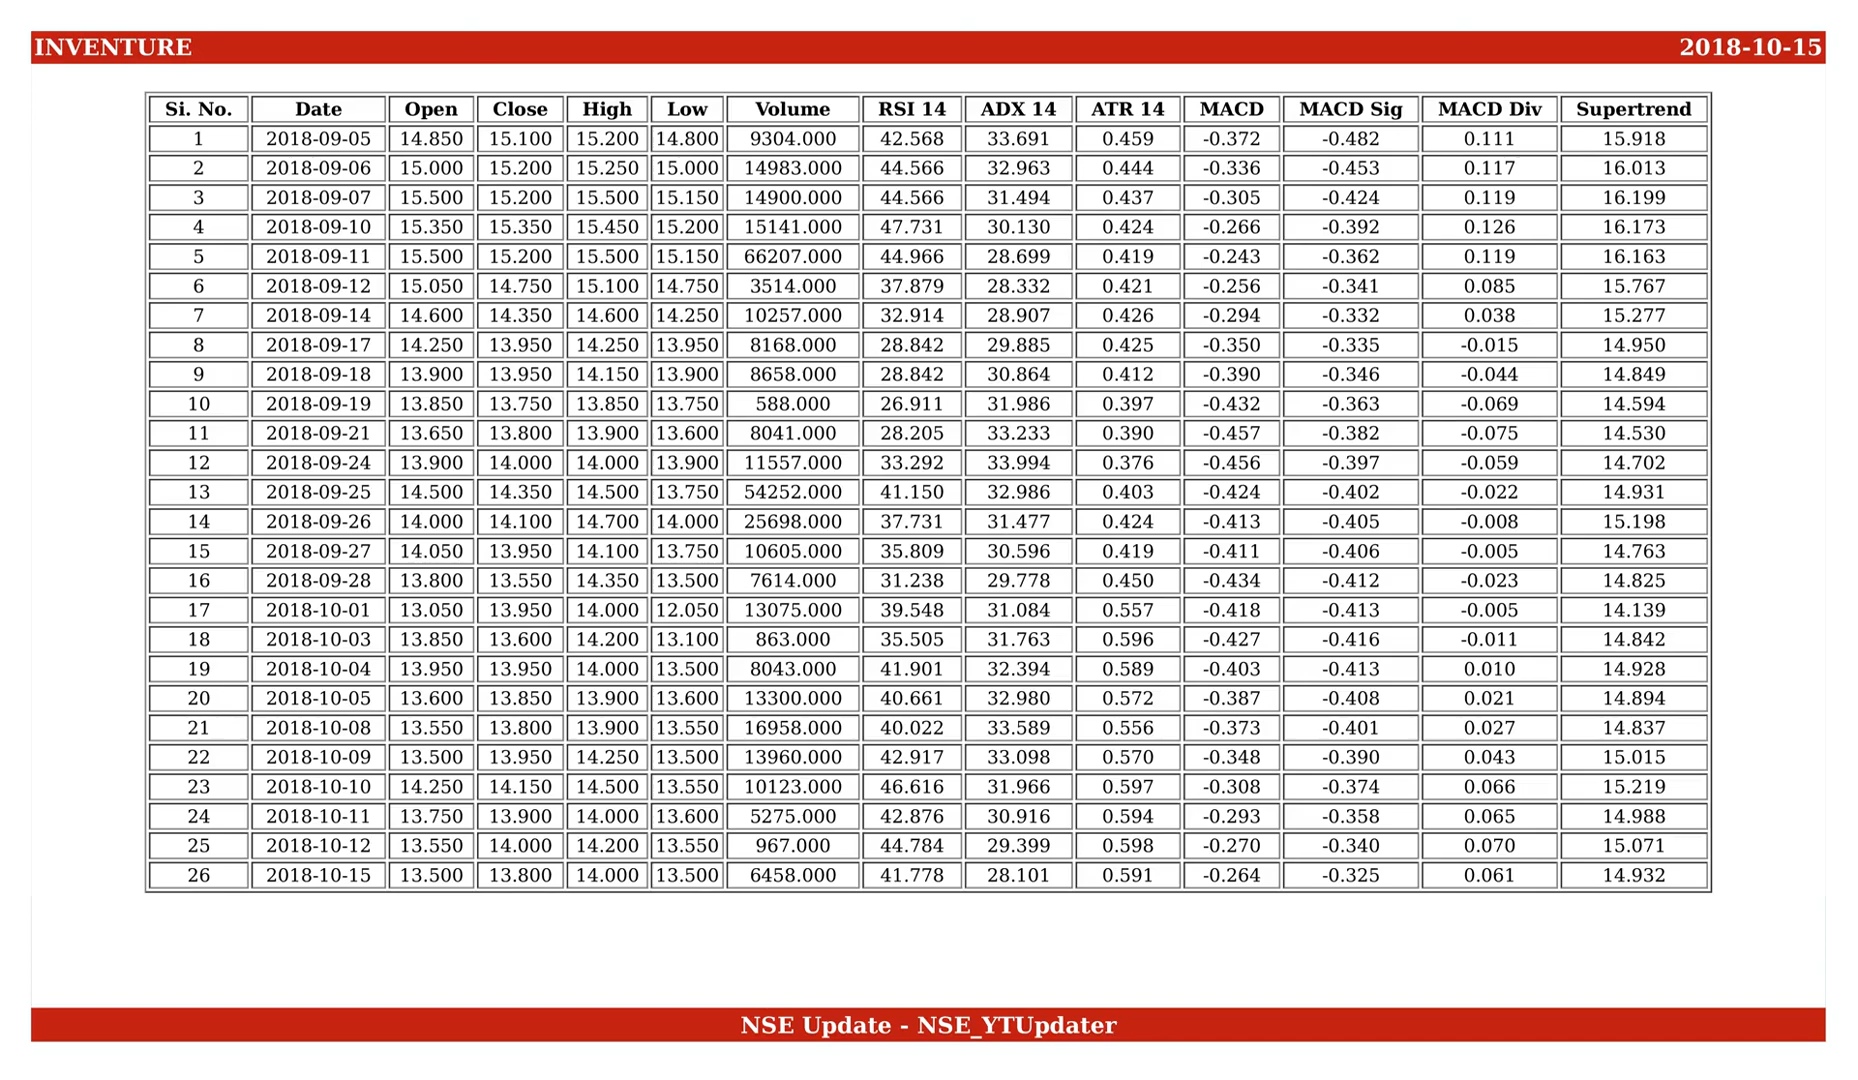 INVENTURE 2018-10-15
Si. No. Date Open Close High Low Volume RSI 14 ADX 14 ATR 14 MACD MACD Sig MACD Div Supertrend
1 2018-09-05 14.850 15.100 15.200 14.800 9304.000 42.568 33.691 0.459 -0.372 -0.482 0.111 15.918
2 2018-09-06 15.000 15.200 15.250 15.000 14983.000 44.566 32.963 0.444 -0.336 -0.453 0.117 16.013
3 2018-09-07 15.500 15.200 15.500 15.150 14900.000 44.566 31.494 0.437 -0.305 -0.424 0.119 16.199
4 2018-09-10 15.350 15.350 15.450 15.200 15141.000 47.731 30.130 0.424 -0.266 -0.392 0.126 16.173
5 2018-09-11 15.500 15.200 15.500 15.150 66207.000 44.966 28.699 0.419 -0.243 -0.362 0.119 16.163
6 2018-09-12 15.050 14.750 15.100 14.750 3514.000 37.879 28.332 0.421 -0.256 -0.341 0.085 15.767
7 2018-09-14 14.600 14.350 14.600 14.250 10257.000 32.914 28.907 0.426 -0.294 -0.332 0.038 15.277
8 2018-09-17 14.250 13.950 14.250 13.950 8168.000 28.842 29.885 0.425 -0.350 -0.335 -0.015 14.950
9 2018-09-18 13.900 13.950 14.150 13.900 8658.000 28.842 30.864 0.412 -0.390 -0.346 -0.044 14.849
10 2018-09-19 13.850 13.750 13.850 13.750 588.000 26.911 31.986 0.397 -0.432 -0.363 -0.069 14.594
11 2018-09-21 13.650 13.800 13.900 13.600 8041.000 28.205 33.233 0.390 -0.457 -0.382 -0.075 14.530
12 2018-09-24 13.900 14.000 14.000 13.900 11557.000 33.292 33.994 0.376 -0.456 -0.397 -0.059 14.702
13 2018-09-25 14.500 14.350 14.500 13.750 54252.000 41.150 32.986 0.403 -0.424 -0.402 -0.022 14.931
14 2018-09-26 14.000 14.100 14.700 14.000 25698.000 37.731 31.477 0.424 -0.413 -0.405 -0.008 15.198
15 2018-09-27 14.050 13.950 14.100 13.750 10605.000 35.809 30.596 0.419 -0.411 -0.406 -0.005 14.763
16 2018-09-28 13.800 13.550 14.350 13.500 7614.000 31.238 29.778 0.450 -0.434 -0.412 -0.023 14.825
17 2018-10-01 13.050 13.950 14.000 12.050 13075.000 39.548 31.084 0.557 -0.418 -0.413 -0.005 14.139
18 2018-10-03 13.850 13.600 14.200 13.100 863.000 35.505 31.763 0.596 -0.427 -0.416 -0.011 14.842
19 2018-10-04 13.950 13.950 14.000 13.500 8043.000 41.901 32.394 0.589 -0.403 -0.413 0.010 14.928
20 2018-10-05 13.600 13.850 13.900 13.600 13300.000 40.661 32.980 0.572 -0.387 -0.408 0.021 14.894
21 2018-10-08 13.550 13.800 13.900 13.550 16958.000 40.022 33.589 0.556 -0.373 -0.401 0.027 14.837
22 2018-10-09 13.500 13.950 14.250 13.500 13960.000 42.917 33.098 0.570 -0.348 -0.390 0.043 15.015
23 2018-10-10 14.250 14.150 14.500 13.550 10123.000 46.616 31.966 0.597 -0.308 -0.374 0.066 15.219
24 2018-10-11 13.750 13.900 14.000 13.600 5275.000 42.876 30.916 0.594 -0.293 -0.358 0.065 14.988
25 2018-10-12 13.550 14.000 14.200 13.550 967.000 44.784 29.399 0.598 -0.270 -0.340 0.070 15.071
26 2018-10-15 13.500 13.800 14.000 13.500 6458.000 41.778 28.101 0.591 -0.264 -0.325 0.061 14.932
NSE Update - NSE_YTUpdater